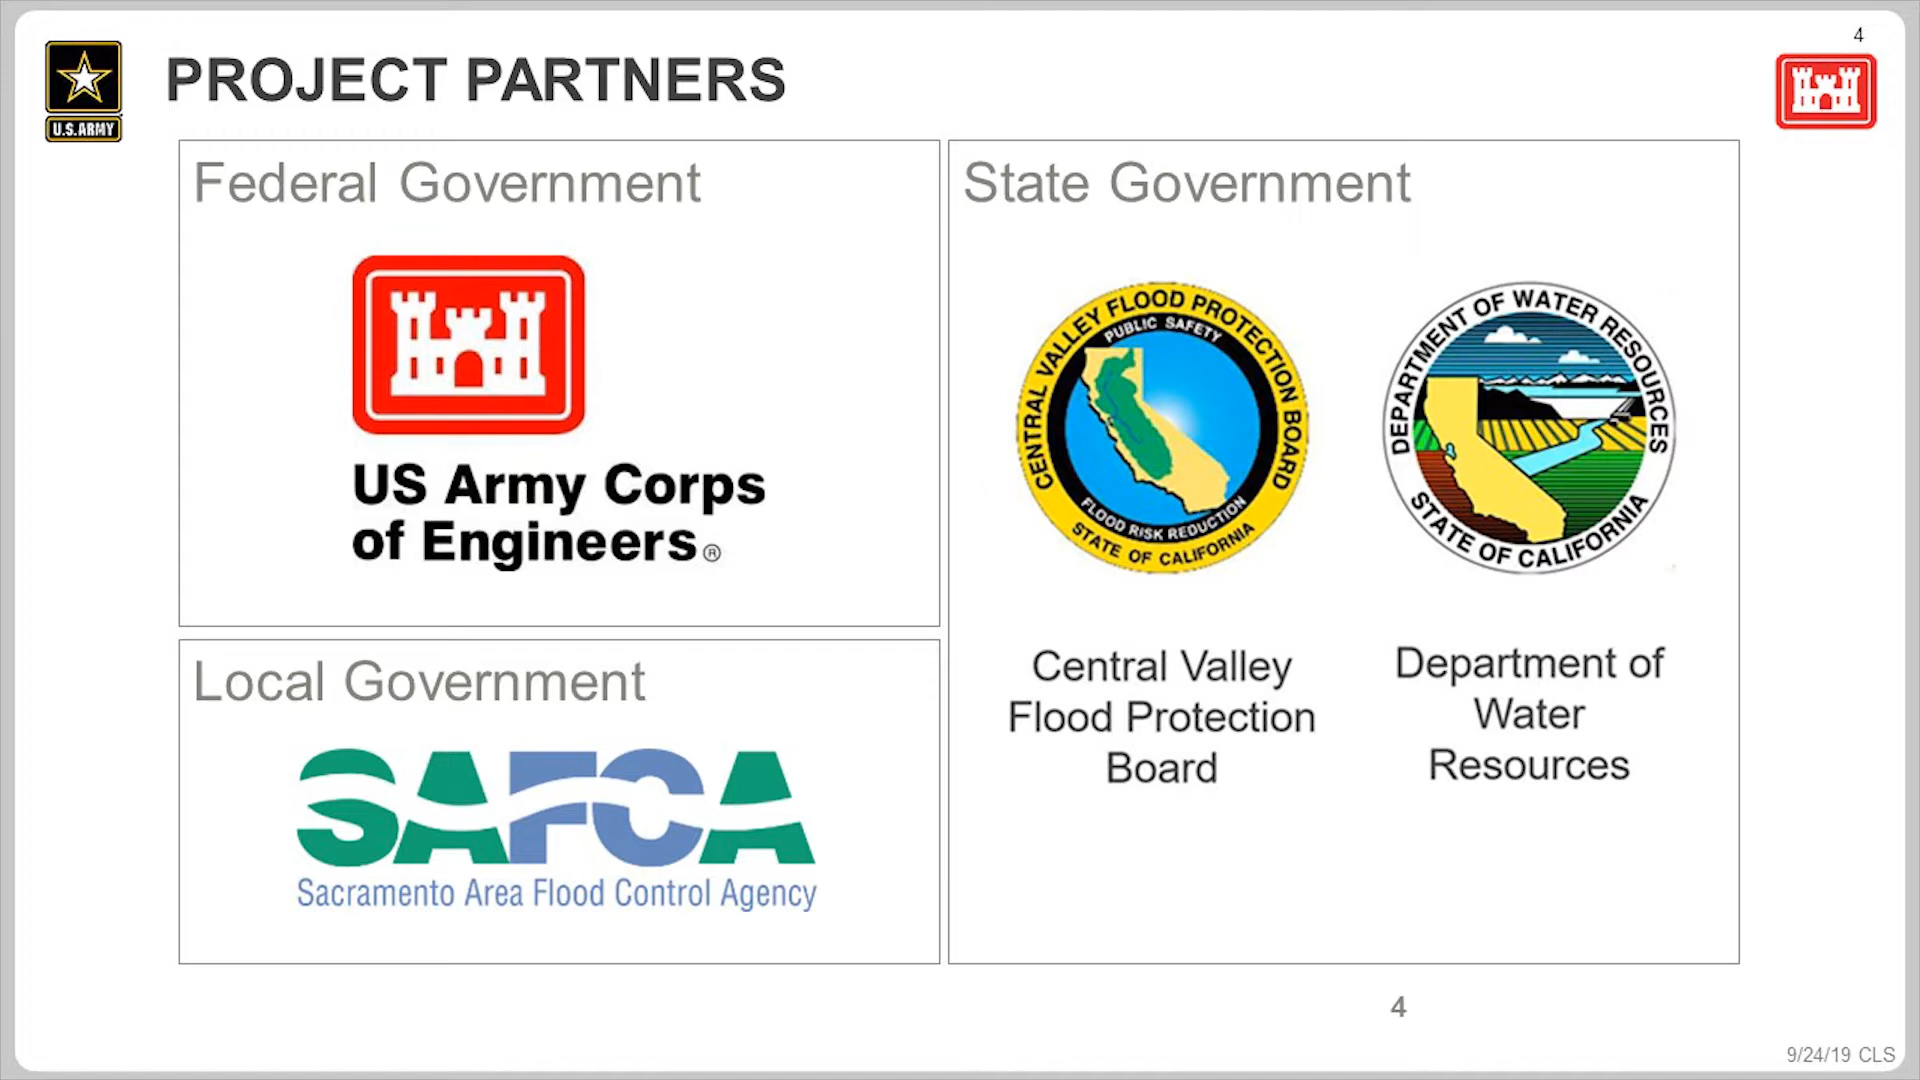 4
U.S.ARMY
PROJECT PARTNERS
Federal Government
US Army Corps
of Engineers®
State Government
CENTRAL VALLEY FLOOD PROTECTION BOARD
PUBLIC SAFETY
FLOOD RISK REDUCTION
STATE OF CALIFORNIA
DEPARTMENT OF WATER RESOURCES
STATE OF CALIFORNIA
Central Valley
Flood Protection
Board
Department of
Water
Resources
Local Government
SAFCA
Sacramento Area Flood Control Agency
4
9/24/19 CLS